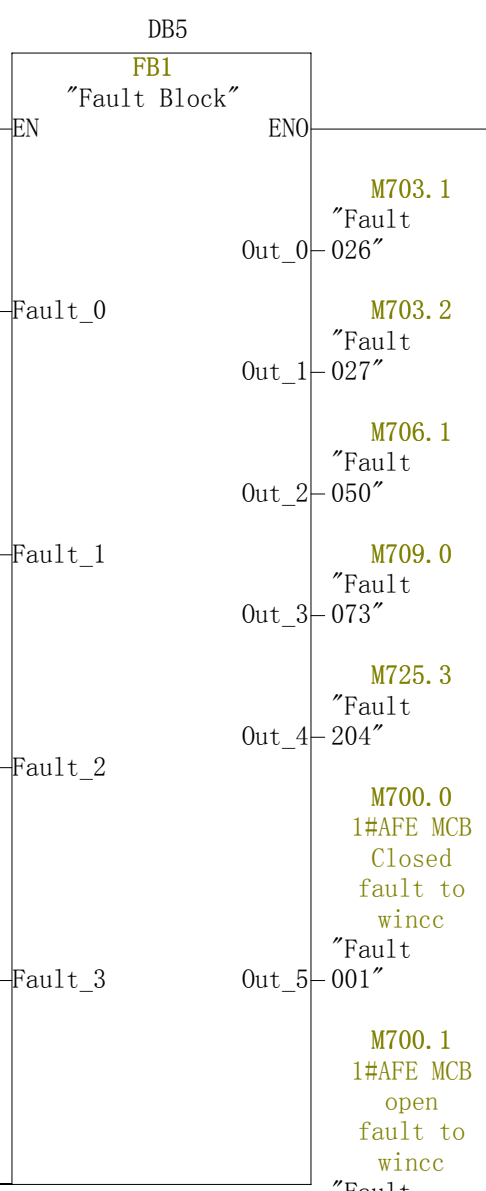 DB5
FB1
"Fault Block"
EN
ENO
M703.1
"Fault
Out_0
026"
Fault_0
M703.2
"Fault
Out_1
027"
M706.1
"Fault
Out_2
050"
Fault_1
M709.0
"Fault
Out_3
073"
M725.3
"Fault
Out_4
204"
Fault_2
M700.0
1#AFE MCB
Closed
fault to
wincc
"Fault
Fault_3
Out_5
001"
M700.1
1#AFE MCB
open
fault to
wincc
"Fault